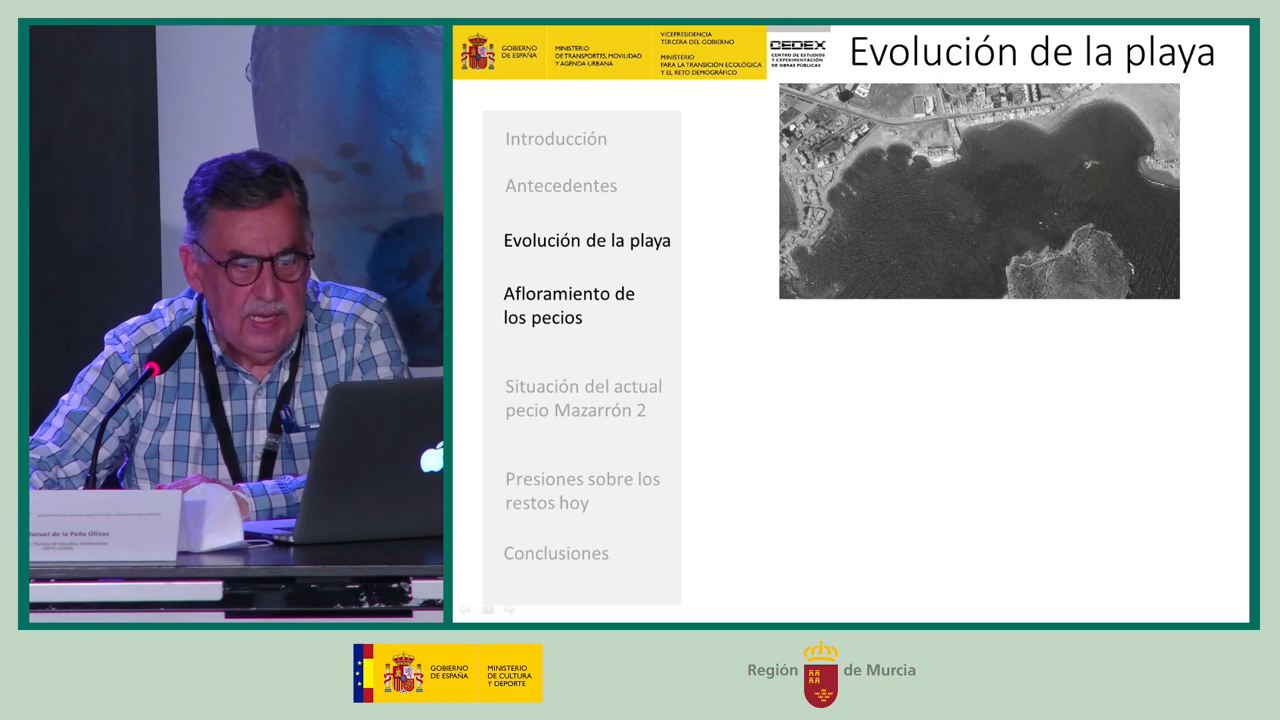 GOBIERNO
DE ESPAÑA
MINISTERIO
DE TRANSPORTES, MOVILIDAD
Y AGENDA URBANA
VICEPRESIDENCIA
TERCERA DEL GOBIERNO
MINISTERIO
PARA LA TRANSICIÓN ECOLÓGICA
Y EL RETO DEMOGRÁFICO
CEDEX
CENTRO DE ESTUDIOS
Y EXPERIMENTACIÓN
DE OBRAS PÚBLICAS
Evolución de la playa
Introducción
Antecedentes
Evolución de la playa
Afloramiento de
los pecios
Situación del actual
pecio Mazarrón 2
Presiones sobre los
restos hoy
Conclusiones
Manuel de la Peña Olivas
GOBIERNO
DE ESPAÑA
MINISTERIO
DE CULTURA
Y DEPORTE
Región de Murcia